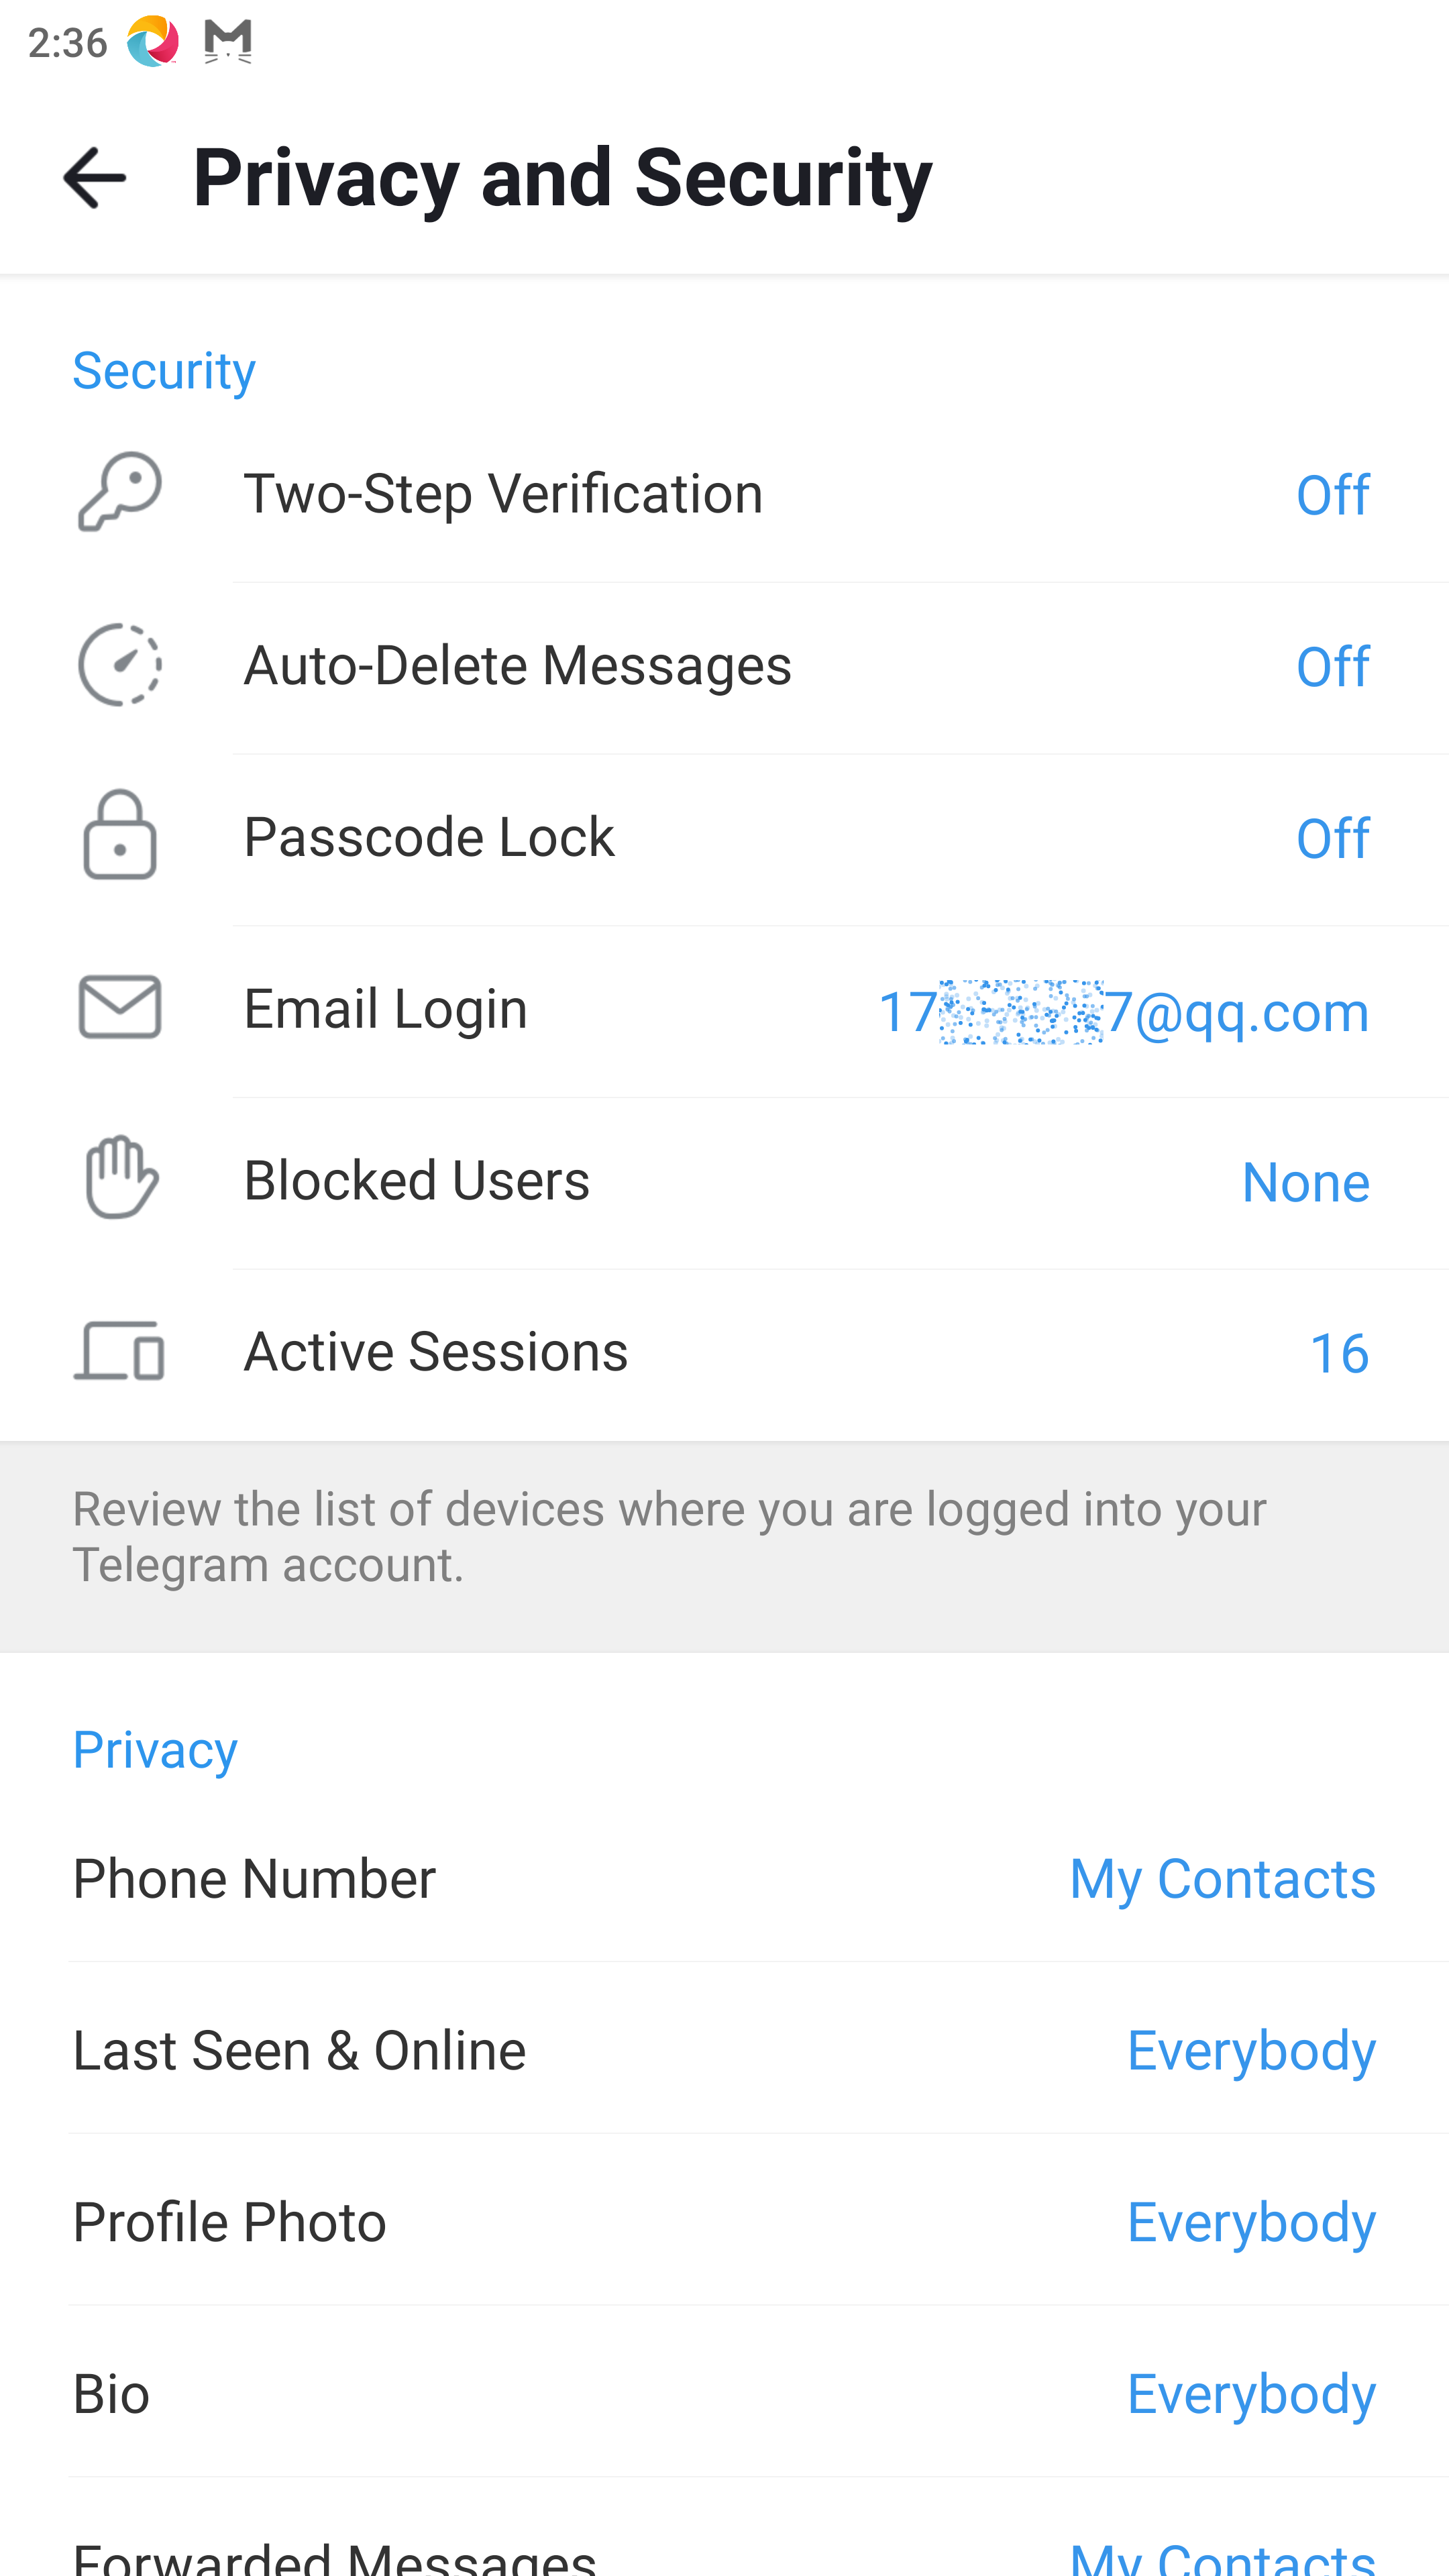 2:36
Privacy and Security
Security
Two-Step Verification Off
Auto-Delete Messages Off
Passcode Lock Off
Email Login 17 7@qq.com
Blocked Users None
Active Sessions 16
Review the list of devices where you are logged into your
Telegram account.
Privacy
Phone Number My Contacts
Last Seen & Online Everybody
Profile Photo Everybody
Bio Everybody
Forwarded Messages My Contacts